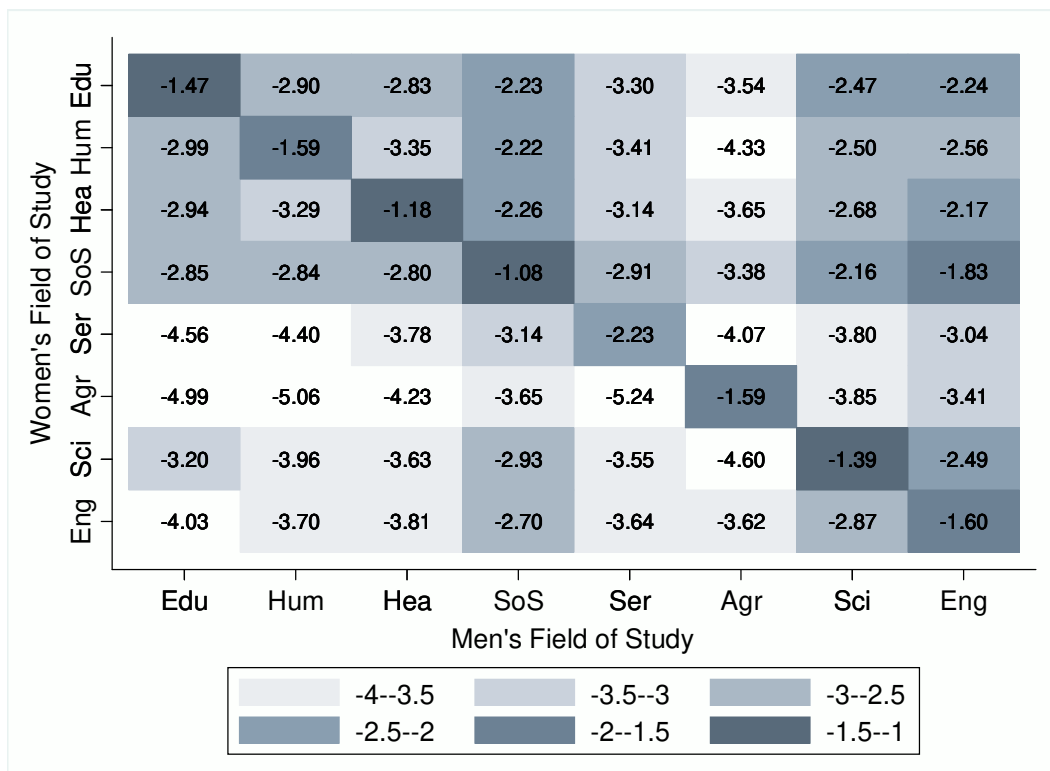 Women's Field of Study
Edu -1.47 -2.90 -2.83 -2.23 -3.30 -3.54 -2.47 -2.24
Hum -2.99 -1.59 -3.35 -2.22 -3.41 -4.33 -2.50 -2.56
Hea -2.94 -3.29 -1.18 -2.26 -3.14 -3.65 -2.68 -2.17
SoS -2.85 -2.84 -2.80 -1.08 -2.91 -3.38 -2.16 -1.83
Ser -4.56 -4.40 -3.78 -3.14 -2.23 -4.07 -3.80 -3.04
Agr -4.99 -5.06 -4.23 -3.65 -5.24 -1.59 -3.85 -3.41
Sci -3.20 -3.96 -3.63 -2.93 -3.55 -4.60 -1.39 -2.49
Eng -4.03 -3.70 -3.81 -2.70 -3.64 -3.62 -2.87 -1.60
Edu Hum Hea SoS Ser Agr Sci Eng
Men's Field of Study
-4--3.5 -3.5--3 -3--2.5
-2.5--2 -2--1.5 -1.5--1